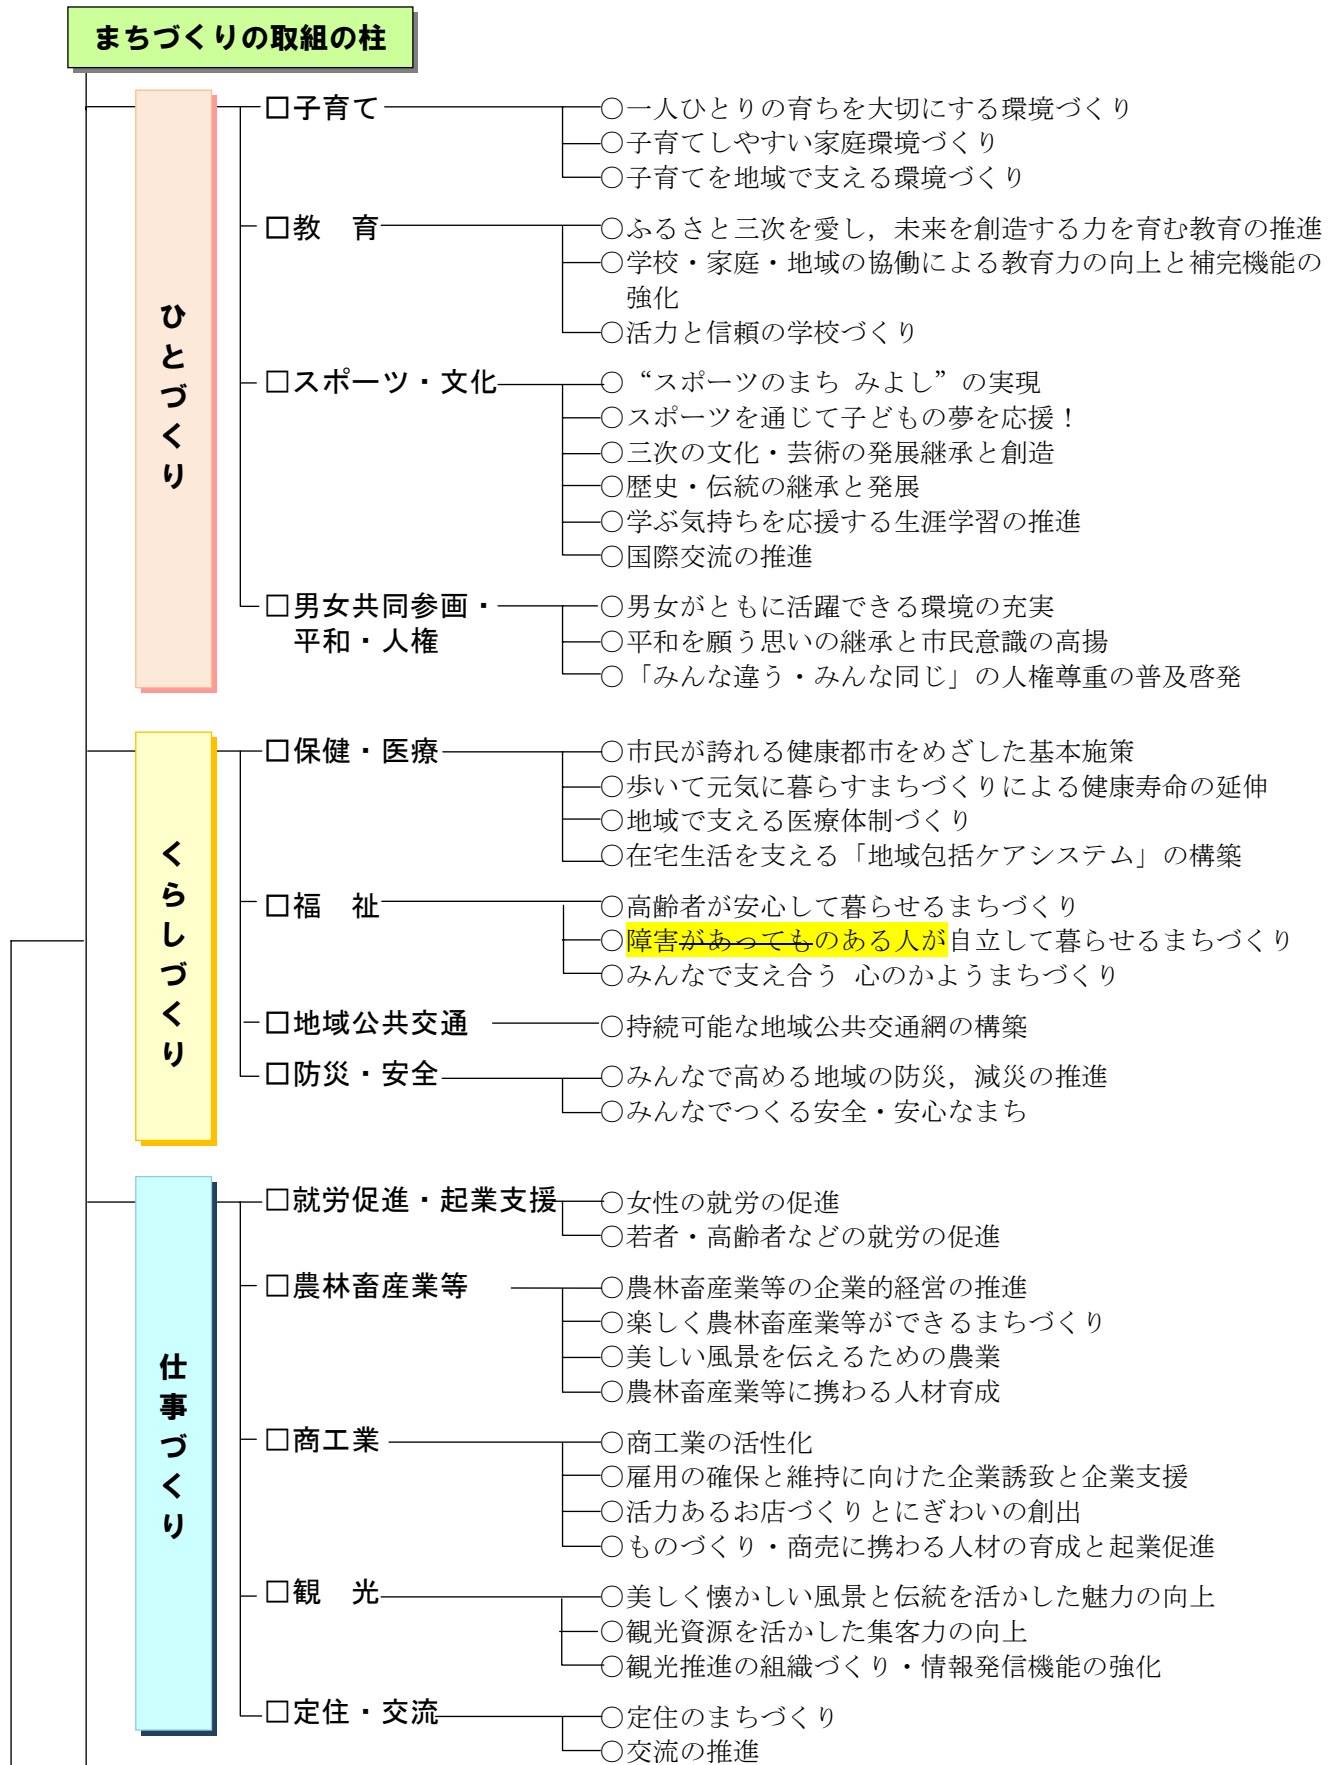 まちづくりの取組の柱
ひとづくり
□子育て
○一人ひとりの育ちを大切にする環境づくり
○子育てしやすい家庭環境づくり
○子育てを地域で支える環境づくり
□教　育
○ふるさと三次を愛し，未来を創造する力を育む教育の推進
○学校・家庭・地域の協働による教育力の向上と補完機能の
強化
○活力と信頼の学校づくり
□スポーツ・文化
○“スポーツのまち みよし”の実現
○スポーツを通じて子どもの夢を応援！
○三次の文化・芸術の発展継承と創造
○歴史・伝統の継承と発展
○学ぶ気持ちを応援する生涯学習の推進
○国際交流の推進
□男女共同参画・
平和・人権
○男女がともに活躍できる環境の充実
○平和を願う思いの継承と市民意識の高揚
○「みんな違う・みんな同じ」の人権尊重の普及啓発
くらしづくり
□保健・医療
○市民が誇れる健康都市をめざした基本施策
○歩いて元気に暮らすまちづくりによる健康寿命の延伸
○地域で支える医療体制づくり
○在宅生活を支える「地域包括ケアシステム」の構築
□福　祉
○高齢者が安心して暮らせるまちづくり
○障害があってものある人が自立して暮らせるまちづくり
○みんなで支え合う 心のかようまちづくり
□地域公共交通
○持続可能な地域公共交通網の構築
□防災・安全
○みんなで高める地域の防災，減災の推進
○みんなでつくる安全・安心なまち
仕事づくり
□就労促進・起業支援
○女性の就労の促進
○若者・高齢者などの就労の促進
□農林畜産業等
○農林畜産業等の企業的経営の推進
○楽しく農林畜産業等ができるまちづくり
○美しい風景を伝えるための農業
○農林畜産業等に携わる人材育成
□商工業
○商工業の活性化
○雇用の確保と維持に向けた企業誘致と企業支援
○活力あるお店づくりとにぎわいの創出
○ものづくり・商売に携わる人材の育成と起業促進
□観　光
○美しく懐かしい風景と伝統を活かした魅力の向上
○観光資源を活かした集客力の向上
○観光推進の組織づくり・情報発信機能の強化
□定住・交流
○定住のまちづくり
○交流の推進